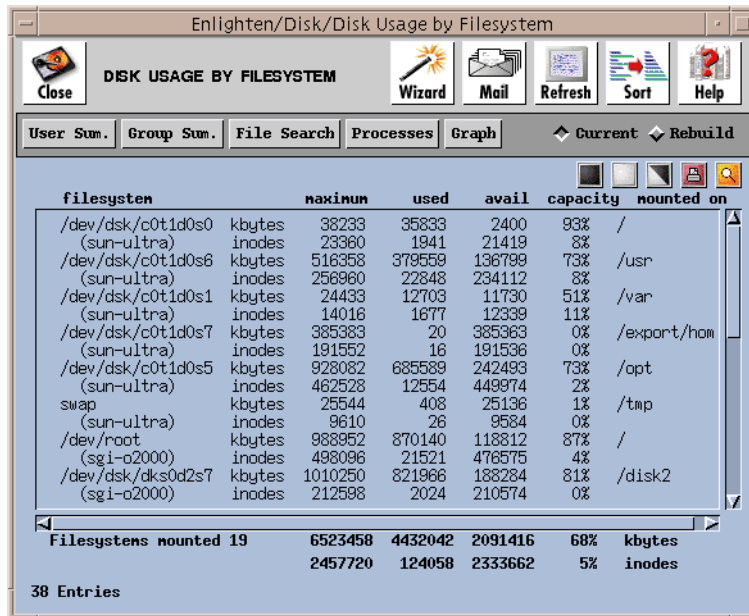 Enlighten/Disk/Disk Usage by Filesystem
Close DISK USAGE BY FILESYSTEM Wizard Mail Refresh Sort Help
User Sum. Group Sum. File Search Processes Graph Current Rebuild
filesystem maximum used avail capacity mounted on
/dev/dsk/c0t1d0s0 kbytes 38233 35833 2400 93% /
(sun-ultra) inodes 23360 1941 21419 8%
/dev/dsk/c0t1d0s6 kbytes 516358 379559 136799 73% /usr
(sun-ultra) inodes 256960 22848 234112 8%
/dev/dsk/c0t1d0s1 kbytes 24433 12703 11730 51% /var
(sun-ultra) inodes 14016 1677 12339 11%
/dev/dsk/c0t1d0s7 kbytes 385383 20 385363 0% /export/hom
(sun-ultra) inodes 191552 16 191536 0%
/dev/dsk/c0t1d0s5 kbytes 928082 685589 242493 73% /opt
(sun-ultra) inodes 462528 12554 449974 2%
swap kbytes 25544 408 25136 1% /tmp
(sun-ultra) inodes 9610 26 9584 0%
/dev/root kbytes 988952 870140 118812 87% /
(sgi-o2000) inodes 498096 21521 476575 4%
/dev/dsk/dks0d2s7 kbytes 1010250 821966 188284 81% /disk2
(sgi-o2000) inodes 212598 2024 210574 0%
Filesystems mounted 19 6523458 4432042 2091416 68% kbytes
2457720 124058 2333662 5% inodes
38 Entries